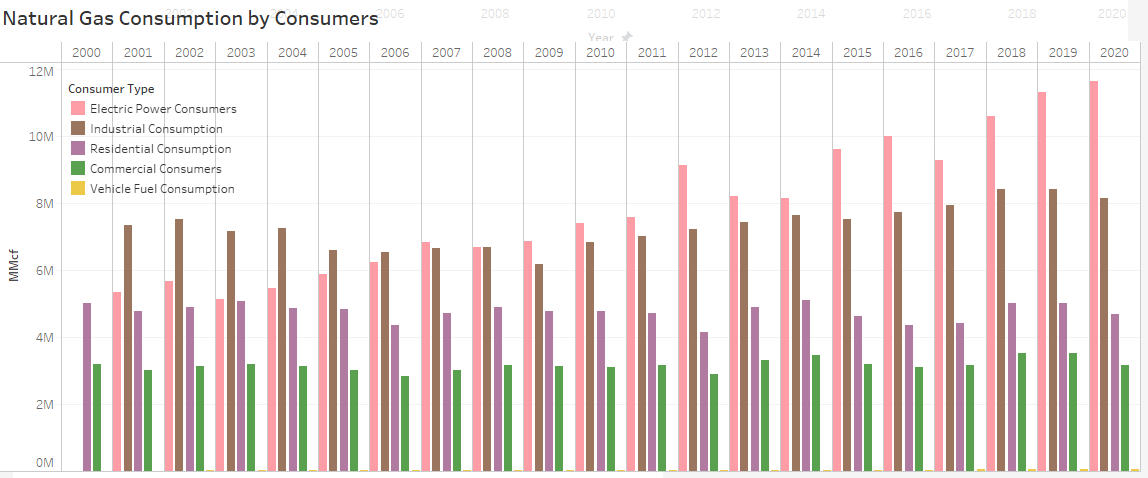 2002 2004 2006 2008 2010 2012 2014 2016 2018 2020
Natural Gas Consumption by Consumers
Year
2000 2001 2002 2003 2004 2005 2006 2007 2008 2009 2010 2011 2012 2013 2014 2015 2016 2017 2018 2019 2020
12M
Consumer Type
Electric Power Consumers
Industrial Consumption
Residential Consumption
Commercial Consumers
Vehicle Fuel Consumption
10M
8M
6M
4M
2M
0M
MMcf